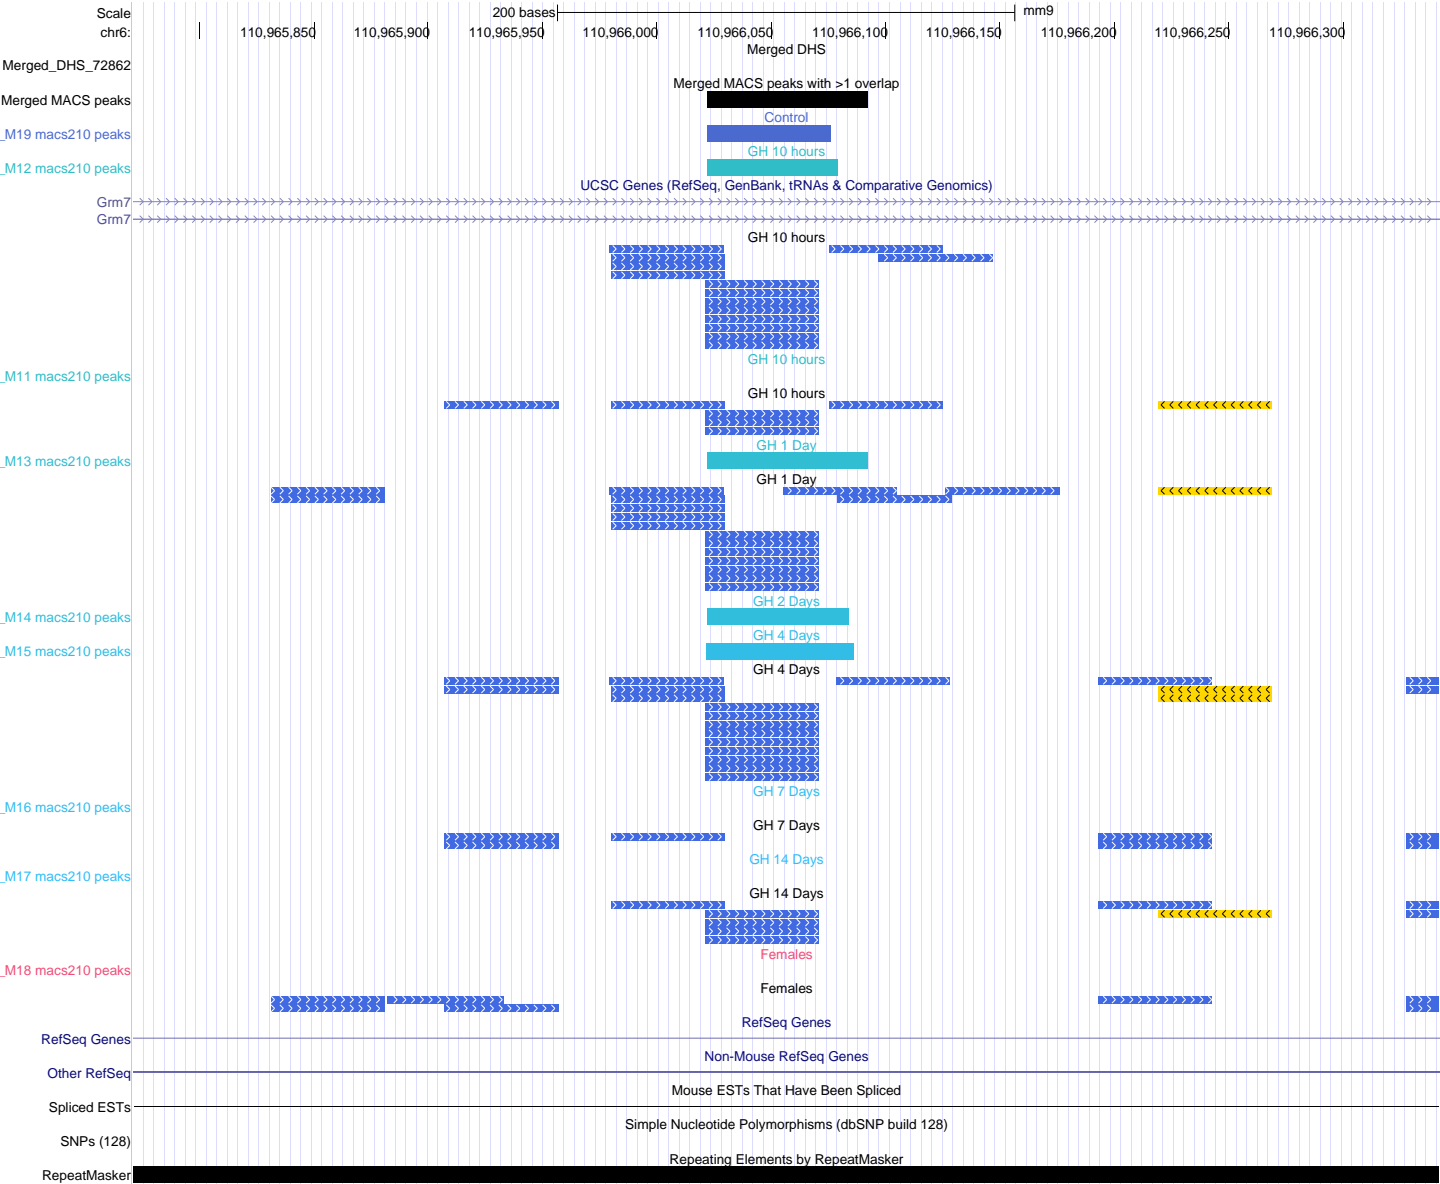 Scale 200 bases mm9
chr6: 110,965,850 110,965,900 110,965,950 110,966,000 110,966,050 110,966,100 110,966,150 110,966,200 110,966,250 110,966,300
Merged DHS
Merged_DHS_72862
Merged MACS peaks with >1 overlap
Merged MACS peaks
Control
_M19 macs210 peaks
GH 10 hours
_M12 macs210 peaks
UCSC Genes (RefSeq, GenBank, tRNAs & Comparative Genomics)
Grm7
Grm7
GH 10 hours
GH 10 hours
_M11 macs210 peaks
GH 10 hours
GH 1 Day
_M13 macs210 peaks
GH 1 Day
GH 2 Days
_M14 macs210 peaks
GH 4 Days
_M15 macs210 peaks
GH 4 Days
GH 7 Days
_M16 macs210 peaks
GH 7 Days
GH 14 Days
_M17 macs210 peaks
GH 14 Days
Females
_M18 macs210 peaks
Females
RefSeq Genes
RefSeq Genes
Non-Mouse RefSeq Genes
Other RefSeq
Mouse ESTs That Have Been Spliced
Spliced ESTs
Simple Nucleotide Polymorphisms (dbSNP build 128)
SNPs (128)
Repeating Elements by RepeatMasker
RepeatMasker